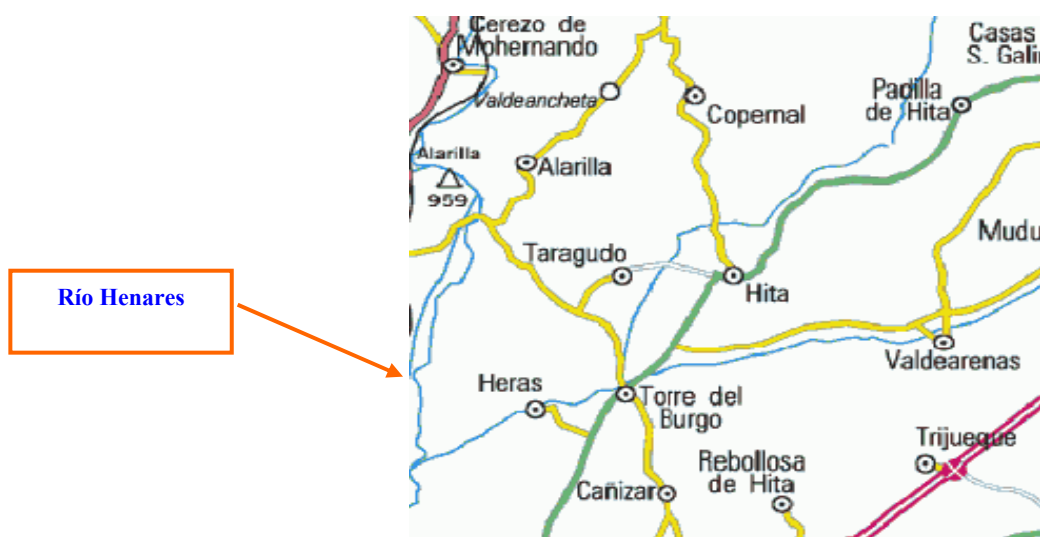 Cerezo de
Mohernando
Casas
S. Gali
Valdeancheta
Copernal
Padilla
de Hita
Alarilla
959
Alarilla
Taragudo
Mudu
Río Henares
Hita
Valdearenas
Heras
Torre del
Burgo
Trijueque
Rebollosa
de Hita
Cañizar